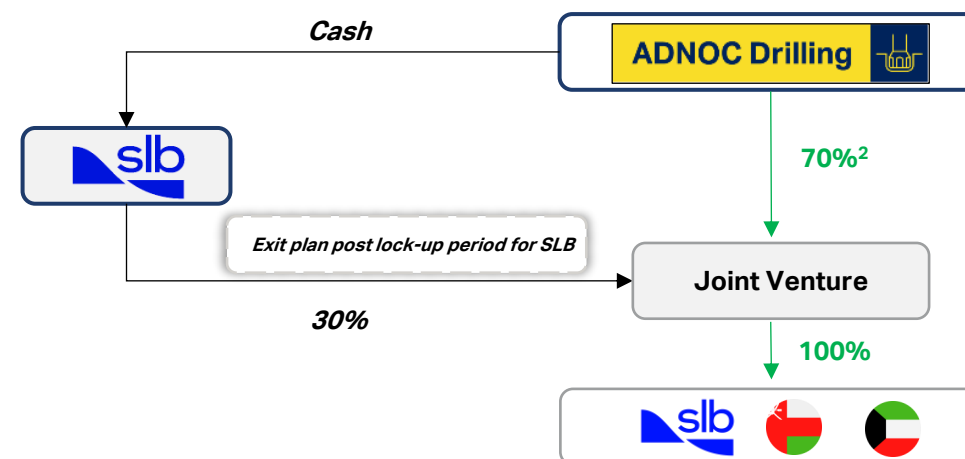 Cash
ADNOC Drilling
slb
70%2
Exit plan post lock-up period for SLB
Joint Venture
30%
100%
slb